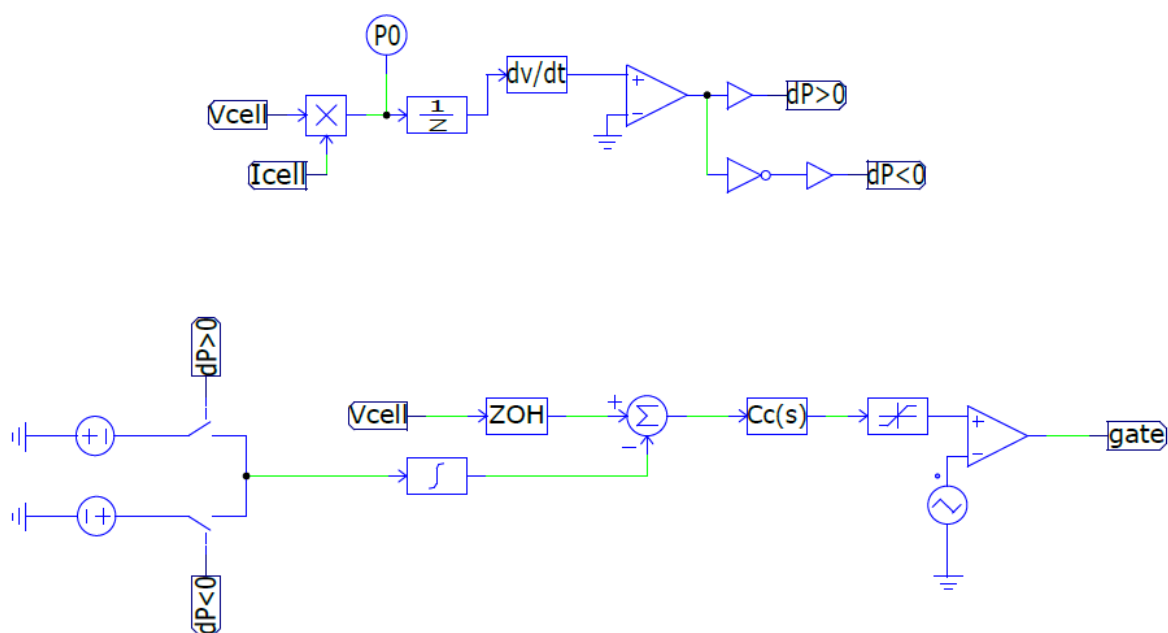 P0
dv/dt
Vcell
1
Z
dP>0
Icell
dP<0
dP>0
Vcell
ZOH
Σ
Cc(s)
gate
∫
dP<0